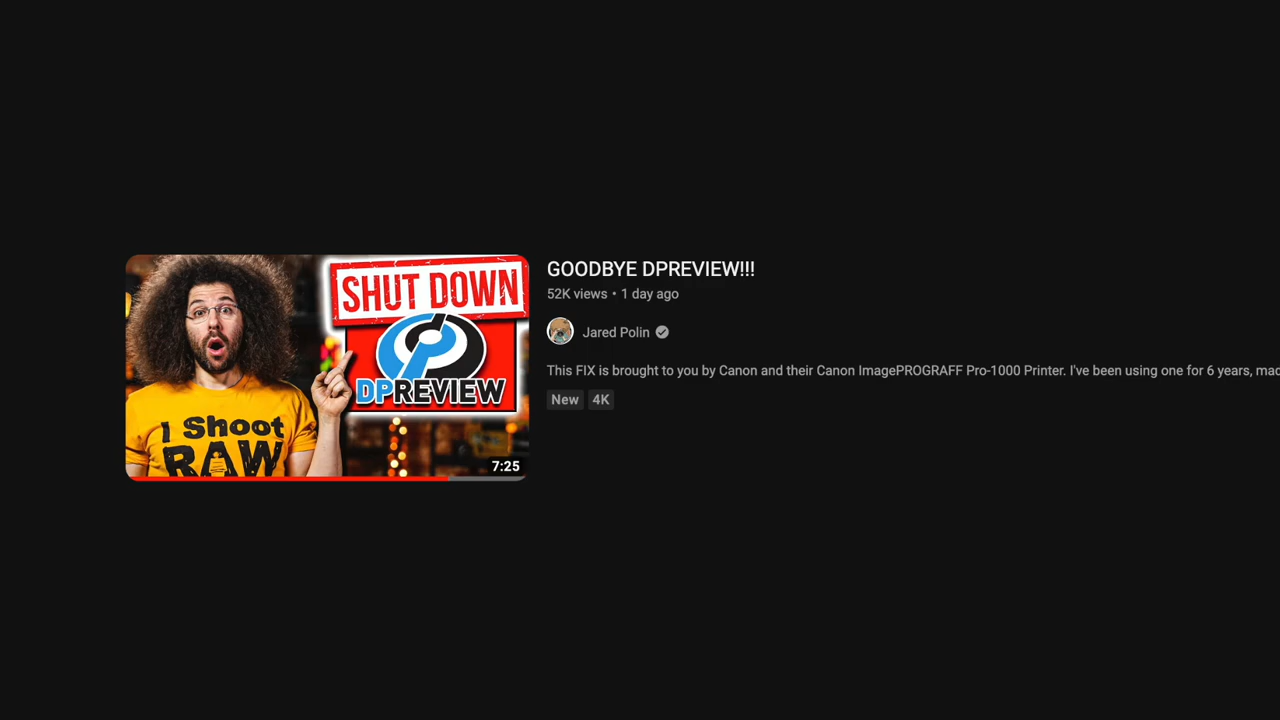 SHUT DOWN
DPREVIEW
I Shoot
RAW
7:25
GOODBYE DPREVIEW!!!
52K views • 1 day ago
Jared Polin
This FIX is brought to you by Canon and their Canon ImagePROGRAFF Pro-1000 Printer. I've been using one for 6 years, mad
New 4K